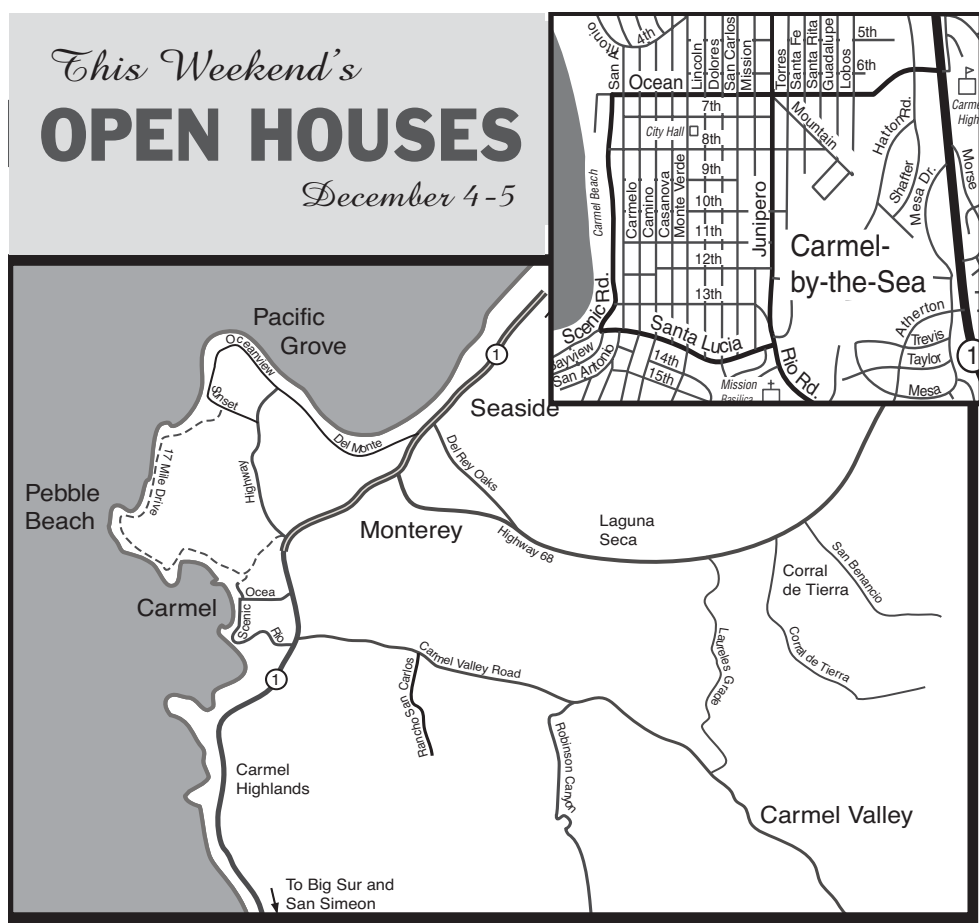 This Weekend's
OPEN HOUSES
December 4-5
San Antonio
4th
Ocean
Lincoln
Dolores
San Carlos
Mission
Torres
Santa Fe
Santa Rita
Guadalupe
Lobos
5th
6th
7th
City Hall
8th
Mountain
Hatton Rd.
Shafter
Mesa Dr.
Carme
High
Morse
Carmel Beach
Carmelo
Camino
Casanova
Monte Verde
9th
10th
11th
12th
13th
Junipero
Carmel-
by-the-Sea
Scenic Rd.
Santa Lucia
Bayview
San Antonio
14th
15th
Mission
Basilica
Rio Rd.
Atherton
Trevis
Taylor
Mesa
1
Pacific
Grove
Oceanview
Sunset
Del Monte
1
Seaside
Del Rey Oaks
17 Mile Drive
Highway
Pebble
Beach
Monterey
Highway 68
Laguna
Seca
San Benancio
Corral
de Tierra
Corral de Tierra
Laureles Grade
Carmel
Ocea
Scenic
Rio
1
Carmel Valley Road
Rancho San Carlos
Robinson Canyon
Carmel
Highlands
Carmel Valley
To Big Sur and
San Simeon